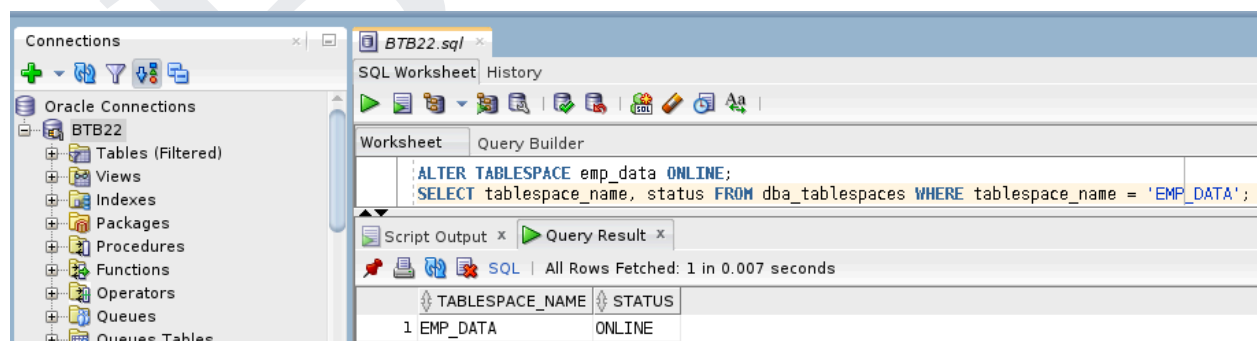 Connections
Oracle Connections
BTB22
Tables (Filtered)
Views
Indexes
Packages
Procedures
Functions
Operators
Queues
Queues Tables
BTB22.sql
SQL Worksheet History
Worksheet Query Builder
ALTER TABLESPACE emp_data ONLINE;
SELECT tablespace_name, status FROM dba_tablespaces WHERE tablespace_name = 'EMP_DATA';
Script Output x Query Result x
SQL | All Rows Fetched: 1 in 0.007 seconds
TABLESPACE_NAME STATUS
1 EMP_DATA ONLINE